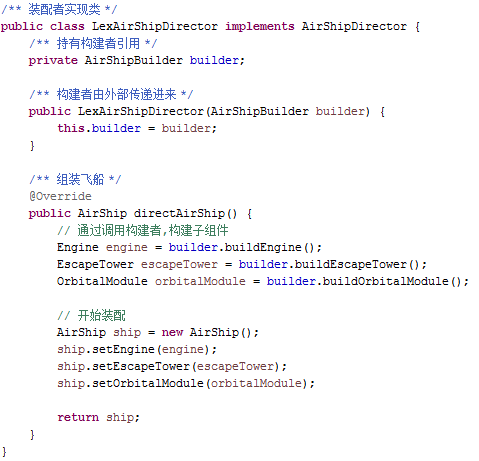 /** 装配者实现类 */
public class LexAirShipDirector implements AirShipDirector {
/** 持有构建者引用 */
private AirShipBuilder builder;
/** 构建者由外部传递进来 */
public LexAirShipDirector(AirShipBuilder builder) {
this.builder = builder;
}
/** 组装飞船 */
@Override
public AirShip directAirShip() {
// 通过调用构建者,构建子组件
Engine engine = builder.buildEngine();
EscapeTower escapeTower = builder.buildEscapeTower();
OrbitalModule orbitalModule = builder.buildOrbitalModule();
// 开始装配
AirShip ship = new AirShip();
ship.setEngine(engine);
ship.setEscapeTower(escapeTower);
ship.setOrbitalModule(orbitalModule);
return ship;
}
}